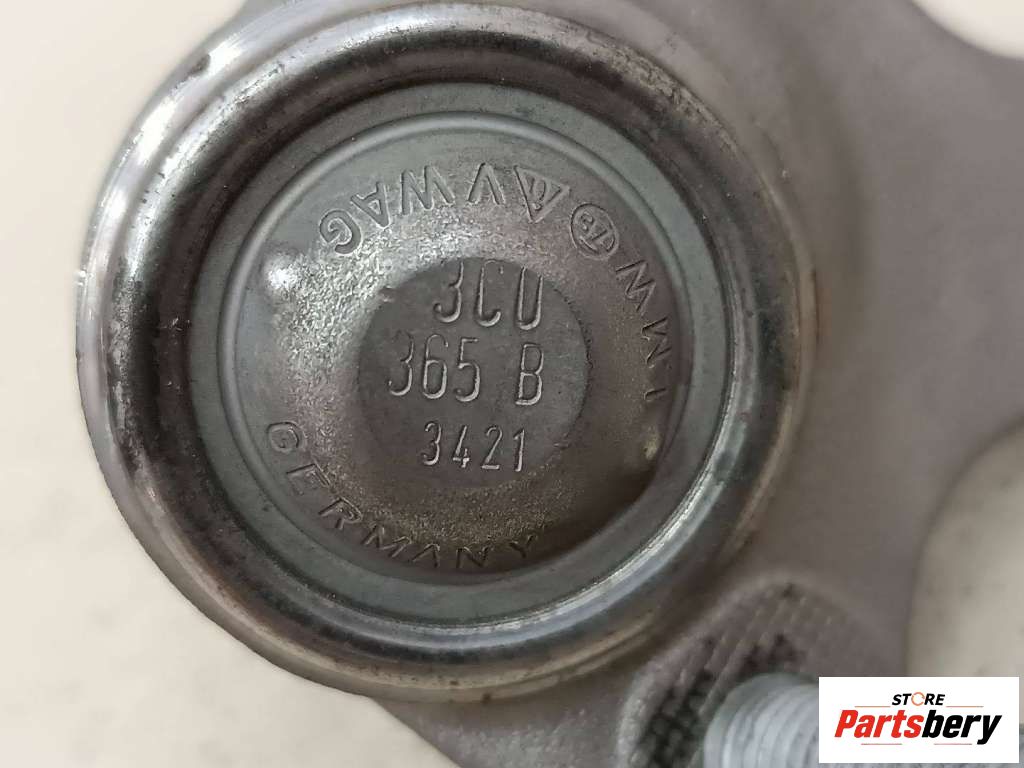 VWAG
3C0
365 B
3421
GERMANY
STORE
Partsbery